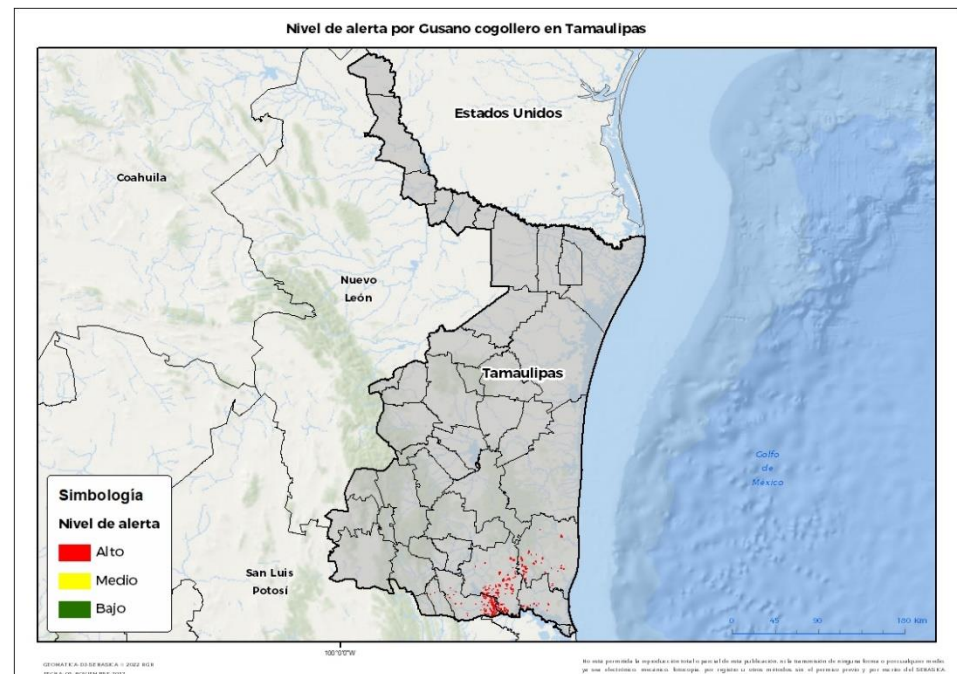 Nivel de alerta por Gusano cogollero en Tamaulipas
Estados Unidos
Coahuila
Nuevo
León
Tamaulipas
Golfo
de
México
San Luis
Potosí
Simbología
Nivel de alerta
Alto
Medio
Bajo
0 45 90 180 Km
100°0'0"W